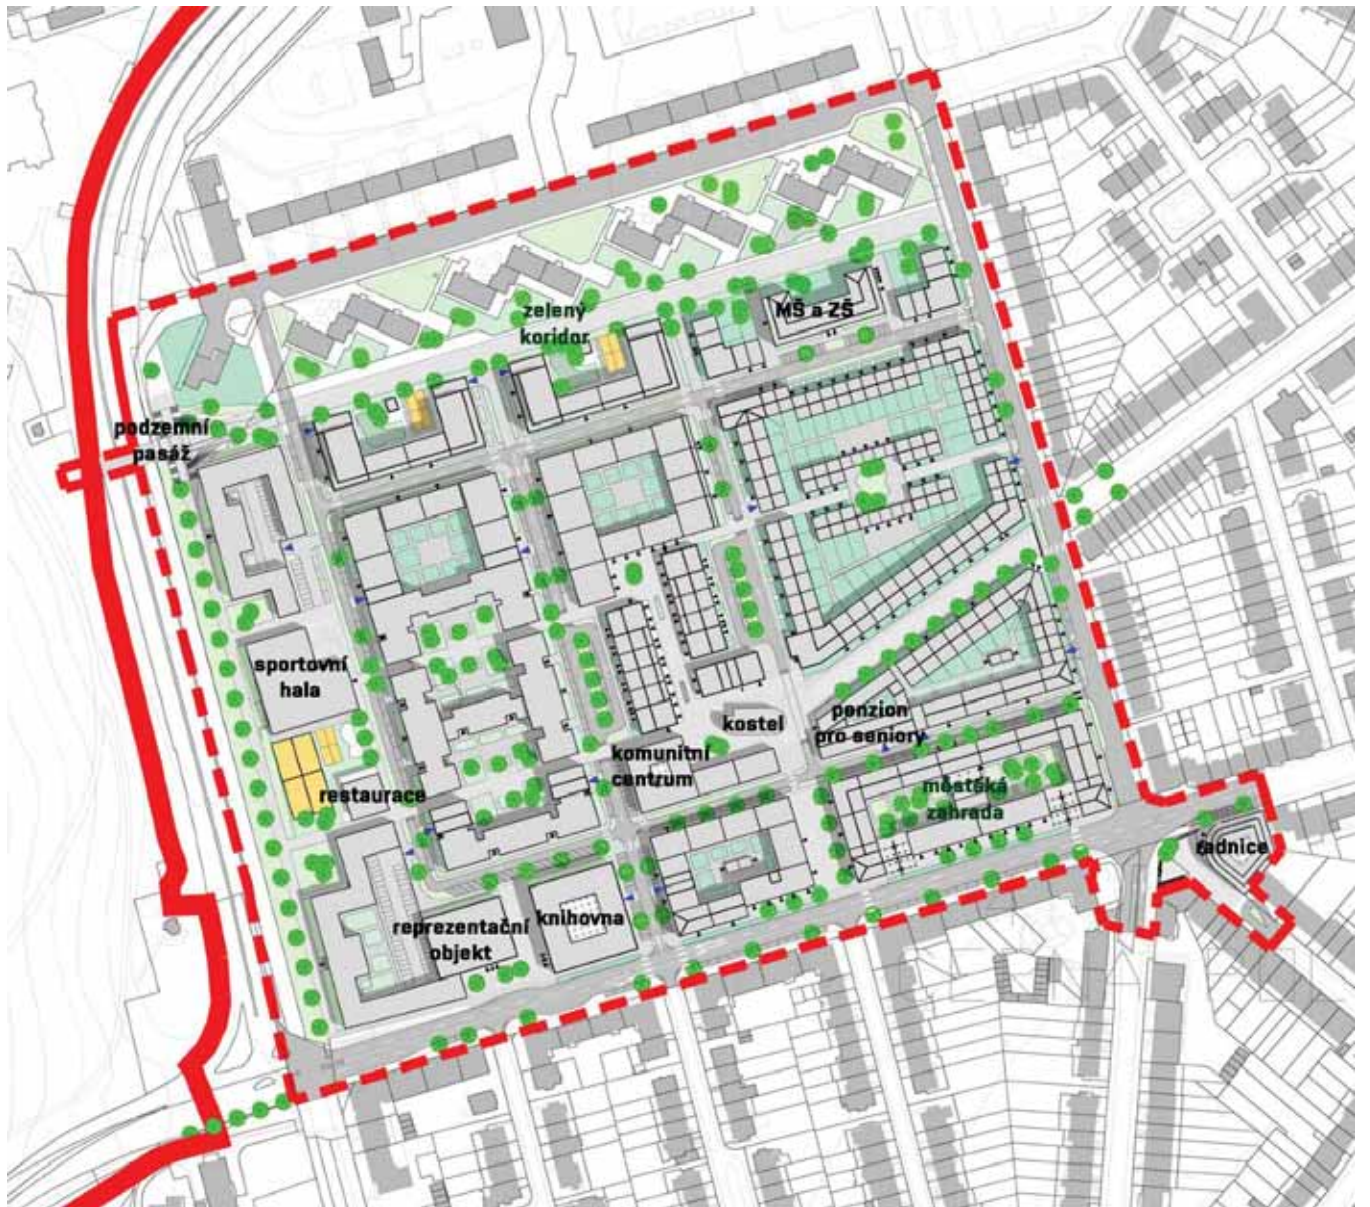 zelený
koridor
MŠ a ZŠ
podzemní
pasáž
sportovní
hala
restaurace
kostel
penzion
pro seniory
komunitní
centrum
městská
zahrada
radnice
reprezentační
objekt
knihovna